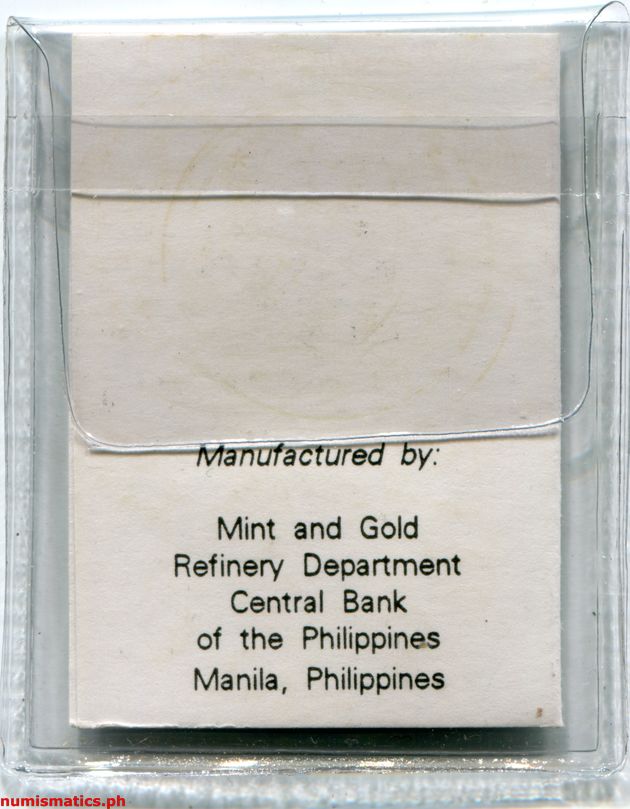 Manufactured by:
Mint and Gold
Refinery Department
Central Bank
of the Philippines
Manila, Philippines
numismatics.ph